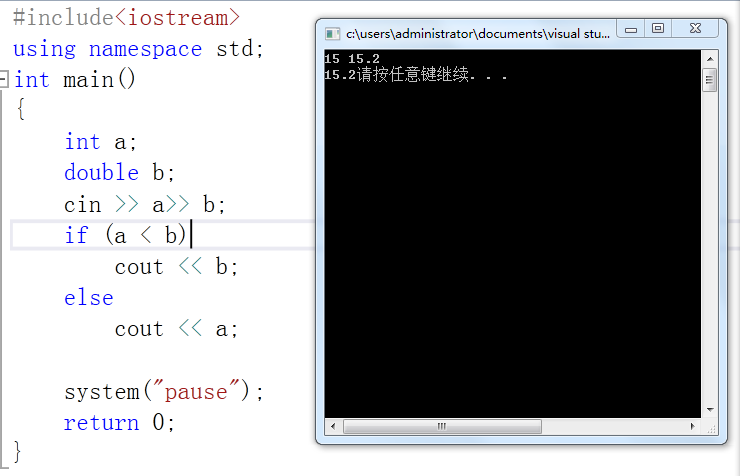 #include<iostream>
using namespace std;
int main()
{
int a;
double b;
cin >> a>> b;
if (a < b)
cout << b;
else
cout << a;
system("pause");
return 0;
}
c:\users\administrator\documents\visual stu...
15 15.2
15.2请按任意键继续. . .